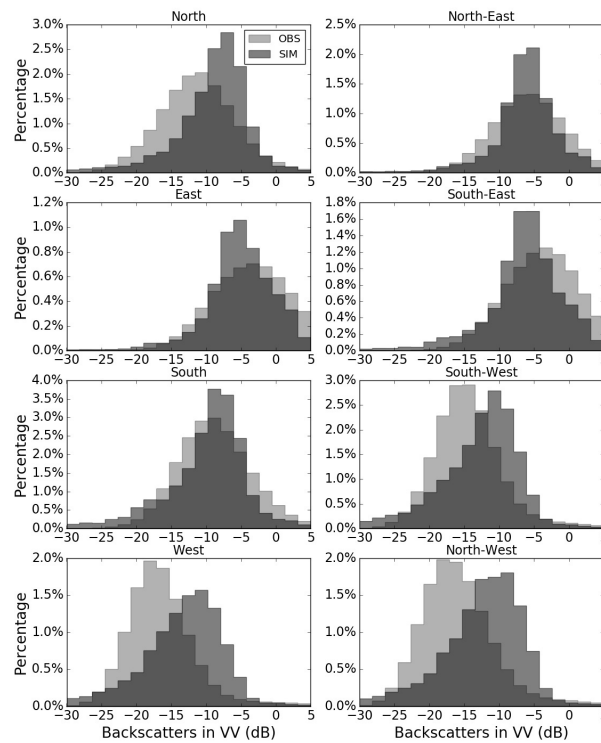 North
North-East
3.0%
2.5%
2.0%
1.5%
1.0%
0.5%
0.0%
Percentage
OBS
SIM
−30 −25 −20 −15 −10 −5 0 5
2.5%
2.0%
1.5%
1.0%
0.5%
0.0%
−30 −25 −20 −15 −10 −5 0 5
East
South-East
1.2%
1.0%
0.8%
0.6%
0.4%
0.2%
0.0%
Percentage
−30 −25 −20 −15 −10 −5 0 5
1.8%
1.6%
1.4%
1.2%
1.0%
0.8%
0.6%
0.4%
0.2%
0.0%
−30 −25 −20 −15 −10 −5 0 5
South
South-West
4.0%
3.5%
3.0%
2.5%
2.0%
1.5%
1.0%
0.5%
0.0%
Percentage
−30 −25 −20 −15 −10 −5 0 5
3.0%
2.5%
2.0%
1.5%
1.0%
0.5%
0.0%
−30 −25 −20 −15 −10 −5 0 5
West
North-West
2.0%
1.5%
1.0%
0.5%
0.0%
Percentage
−30 −25 −20 −15 −10 −5 0 5
Backscatters in VV (dB)
2.0%
1.5%
1.0%
0.5%
0.0%
−30 −25 −20 −15 −10 −5 0 5
Backscatters in VV (dB)